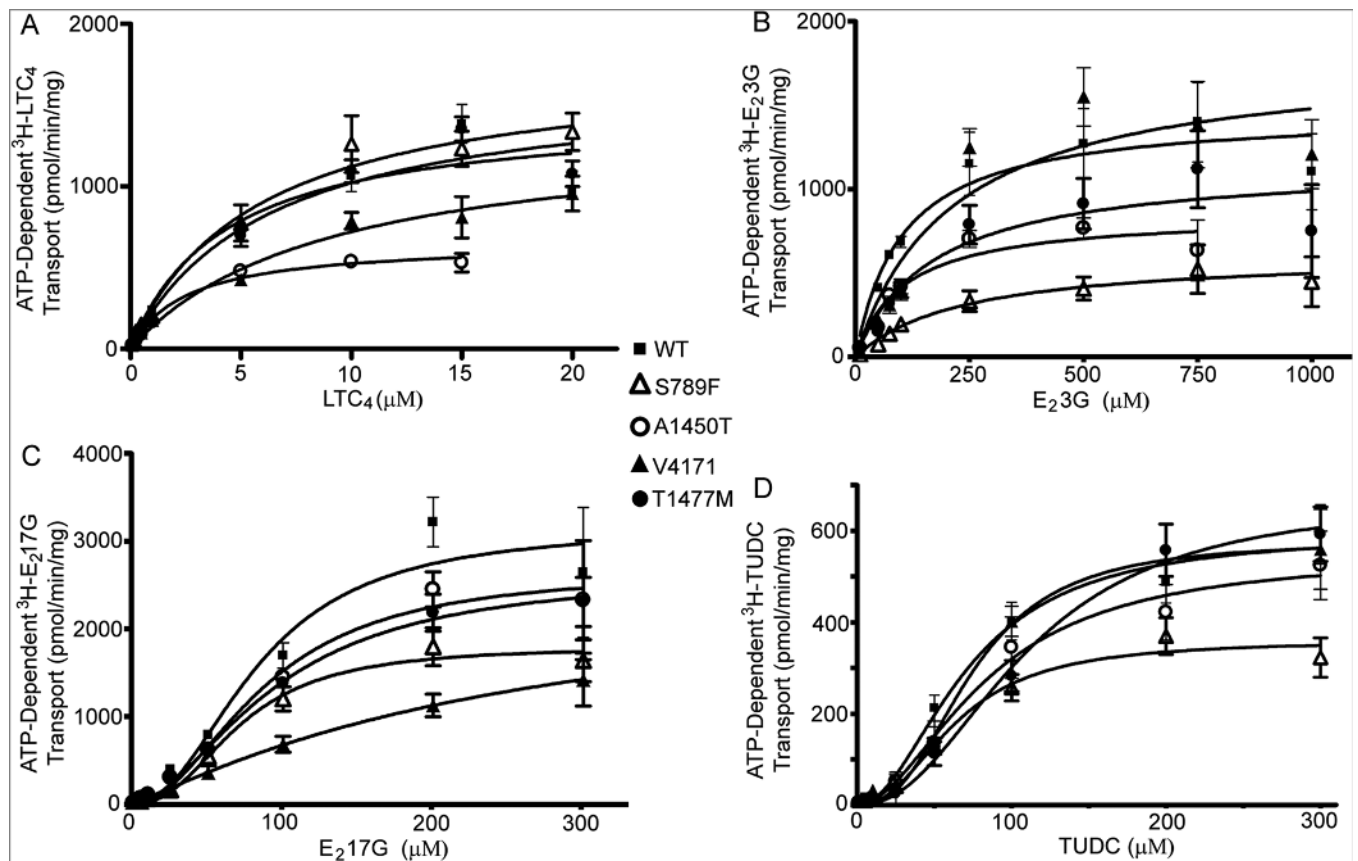 A
ATP-Dependent ³H-LTC₄
Transport (pmol/min/mg)
2000
1000
0
0 5 10 15 20
LTC₄ (μM)
B
ATP-Dependent ³H-E₂3G
Transport (pmol/min/mg)
2000
1000
0
0 250 500 750 1000
E₂3G (μM)
WT
S789F
A1450T
V4171
T1477M
C
ATP-Dependent ³H-E₂17G
Transport (pmol/min/mg)
4000
3000
2000
1000
0
0 100 200 300
E₂17G (μM)
D
ATP-Dependent ³H-TUDC
Transport (pmol/min/mg)
600
400
200
0
0 100 200 300
TUDC (μM)